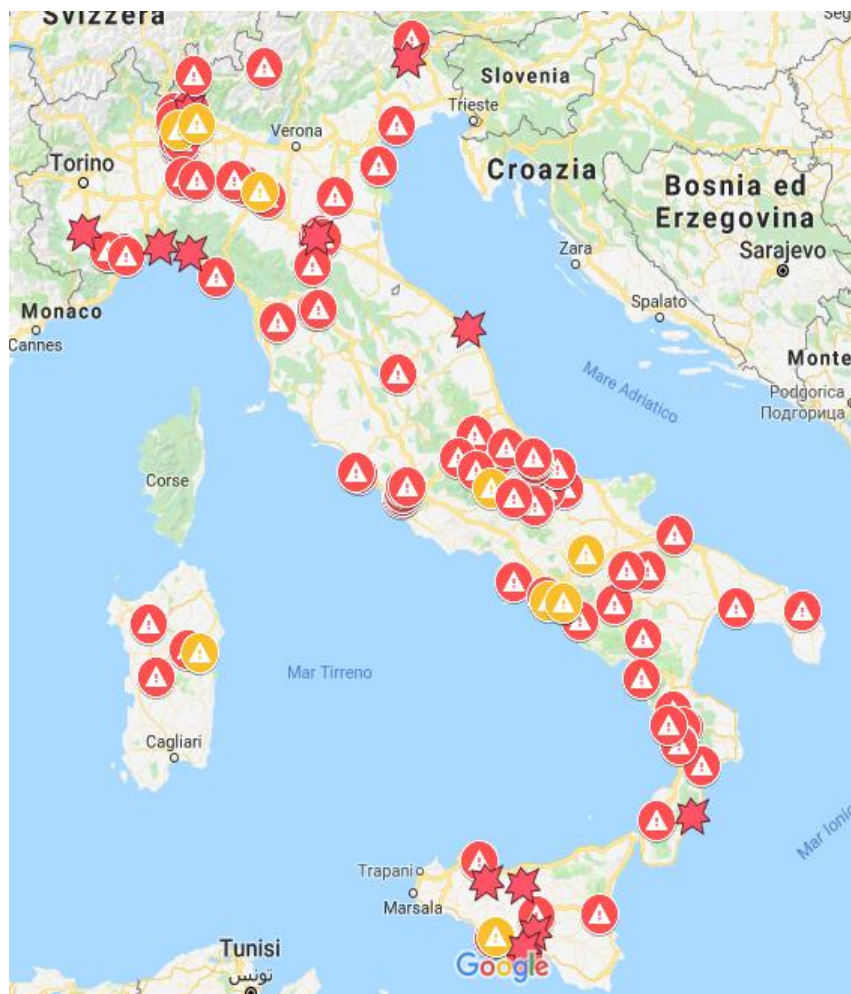 Svizzera
Slovenia
Trieste
Verona
Torino
Croazia
Bosnia ed
Erzegovina
Sarajevo
Zara
Monaco
Spalato
Cannes
Monte
Podgorica
Подгорица
Mare Adriatico
Corse
Mar Tirreno
Cagliari
Mar Ionio
Trapani
Marsala
Tunisi
تونس
Google